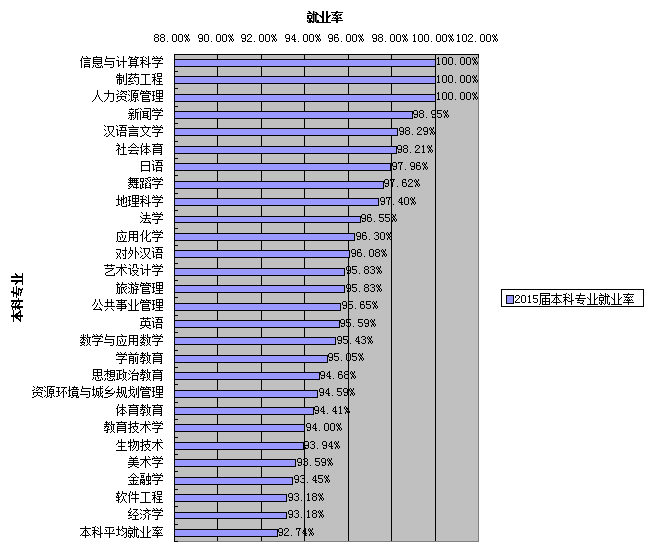 就业率
88.00% 90.00% 92.00% 94.00% 96.00% 98.00% 100.00% 102.00%
信息与计算科学 100.00%
制药工程 100.00%
人力资源管理 100.00%
新闻学 98.95%
汉语言文学 98.29%
社会体育 98.21%
日语 97.96%
舞蹈学 97.62%
地理科学 97.40%
法学 96.55%
应用化学 96.30%
对外汉语 96.08%
艺术设计学 95.83%
旅游管理 95.83%
公共事业管理 95.65%
英语 95.59%
数学与应用数学 95.43%
学前教育 95.05%
思想政治教育 94.68%
资源环境与城乡规划管理 94.59%
体育教育 94.41%
教育技术学 94.00%
生物技术 93.94%
美术学 93.59%
金融学 93.45%
软件工程 93.18%
经济学 93.18%
本科平均就业率 92.74%
本科专业
2015届本科专业就业率